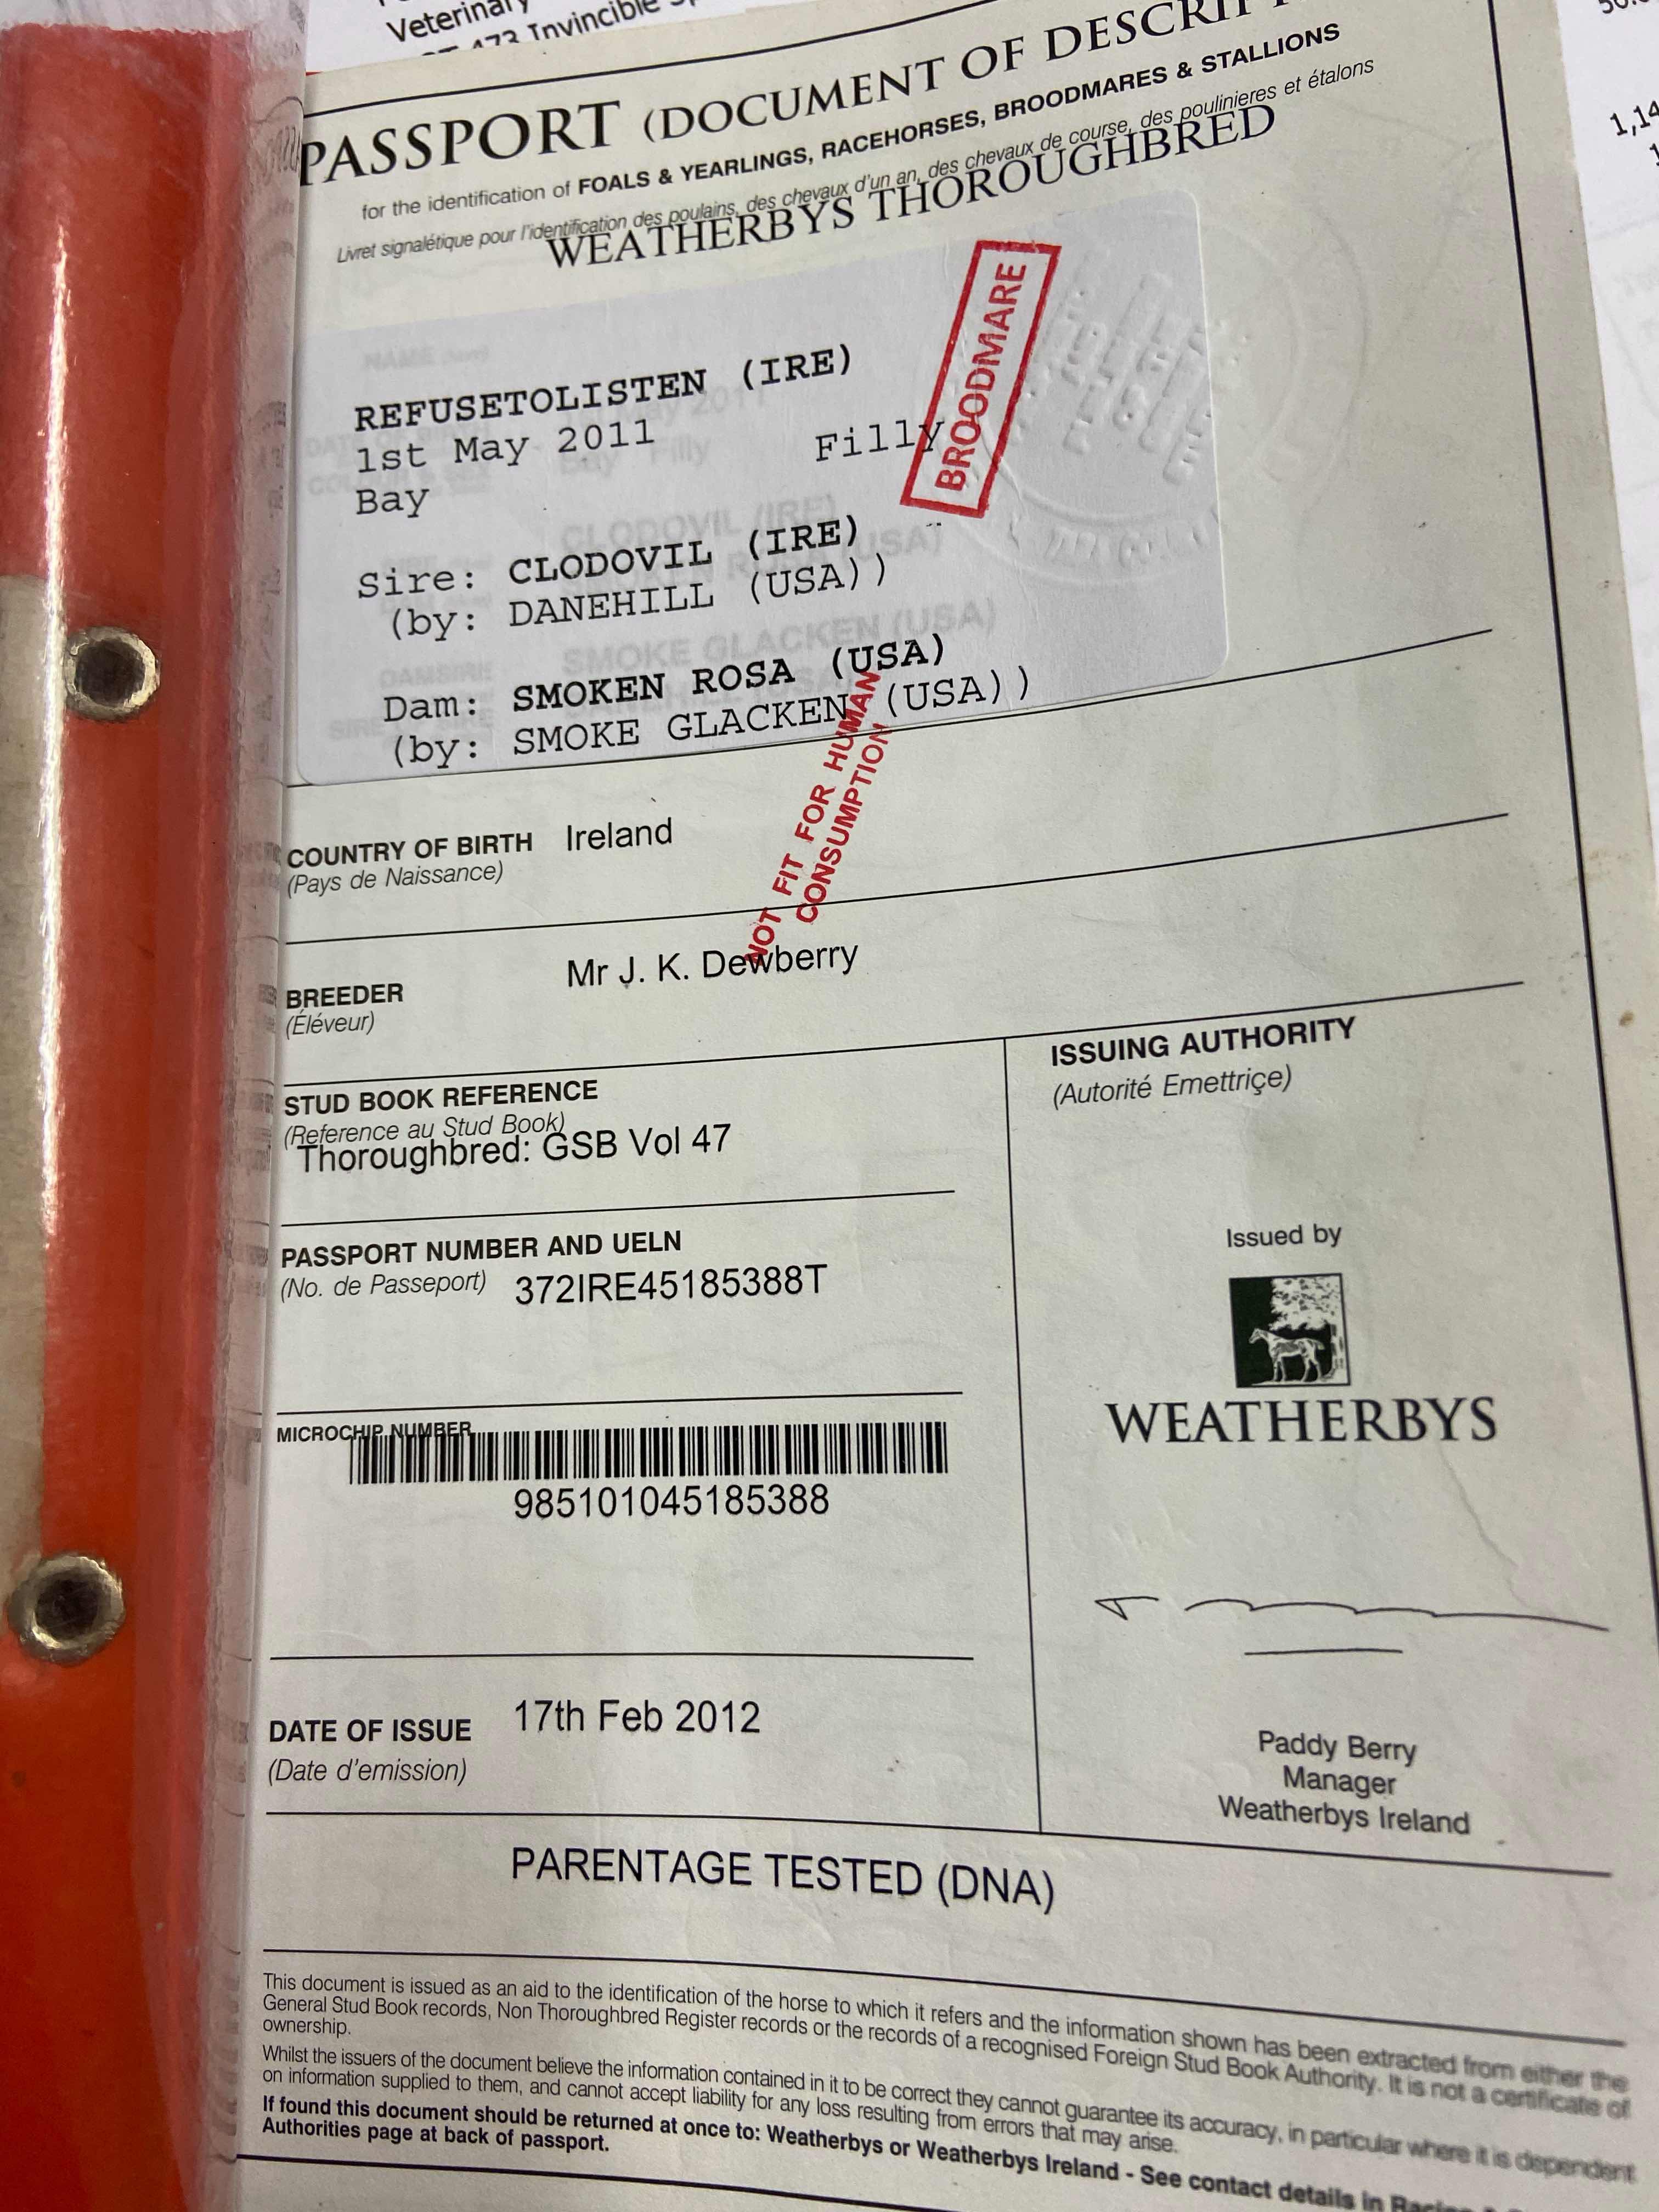 Veterinary
473 Invincible
PASSPORT (DOCUMENT OF
for the identification of FOALS & YEARLINGS, RACEHORSES, BROODMARES & STALLIONS
Livret signalétique pour l'identification des poulains, des chevaux d'un an, des chevaux de course, des poulinieres et étalons
WEATHERBYS THOROUGHBRED
BROODMARE
REFUSETOLISTEN (IRE)
1st May 2011 Filly
Bay
Sire: CLODOVIL (IRE)
(by: DANEHILL (USA))
Dam: SMOKEN ROSA (USA)
(by: SMOKE GLACKEN (USA))
NOT FIT FOR HUMAN
CONSUMPTION
COUNTRY OF BIRTH Ireland
(Pays de Naissance)
BREEDER Mr J. K. Dewberry
(Éléveur)
STUD BOOK REFERENCE
(Reference au Stud Book)
Thoroughbred: GSB Vol 47
PASSPORT NUMBER AND UELN
(No. de Passeport) 372IRE45185388T
MICROCHIP NUMBER
985101045185388
DATE OF ISSUE 17th Feb 2012
(Date d'emission)
ISSUING AUTHORITY
(Autorité Emettriçe)
Issued by
WEATHERBYS
Paddy Berry
Manager
Weatherbys Ireland
PARENTAGE TESTED (DNA)
This document is issued as an aid to the identification of the horse to which it refers and the information shown has been extracted from either the
General Stud Book records, Non Thoroughbred Register records or the records of a recognised Foreign Stud Book Authority. It is not a certificate of
ownership.
Whilst the issuers of the document believe the information contained in it to be correct they cannot guarantee its accuracy, in particular where it is dependent
on information supplied to them, and cannot accept liability for any loss resulting from errors that may arise.
If found this document should be returned at once to: Weatherbys or Weatherbys Ireland - See contact details in
Authorities page at back of passport.